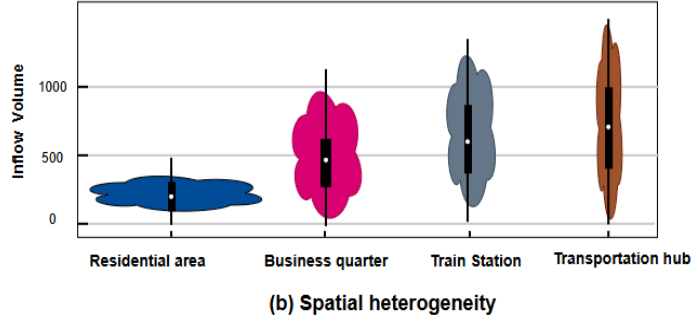 Inflow Volume
1000
500
0
Residential area
Business quarter
Train Station
Transportation hub
(b) Spatial heterogeneity